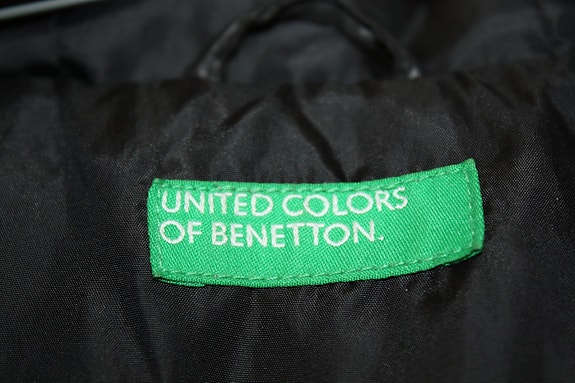 UNITED COLORS
OF BENETTON.